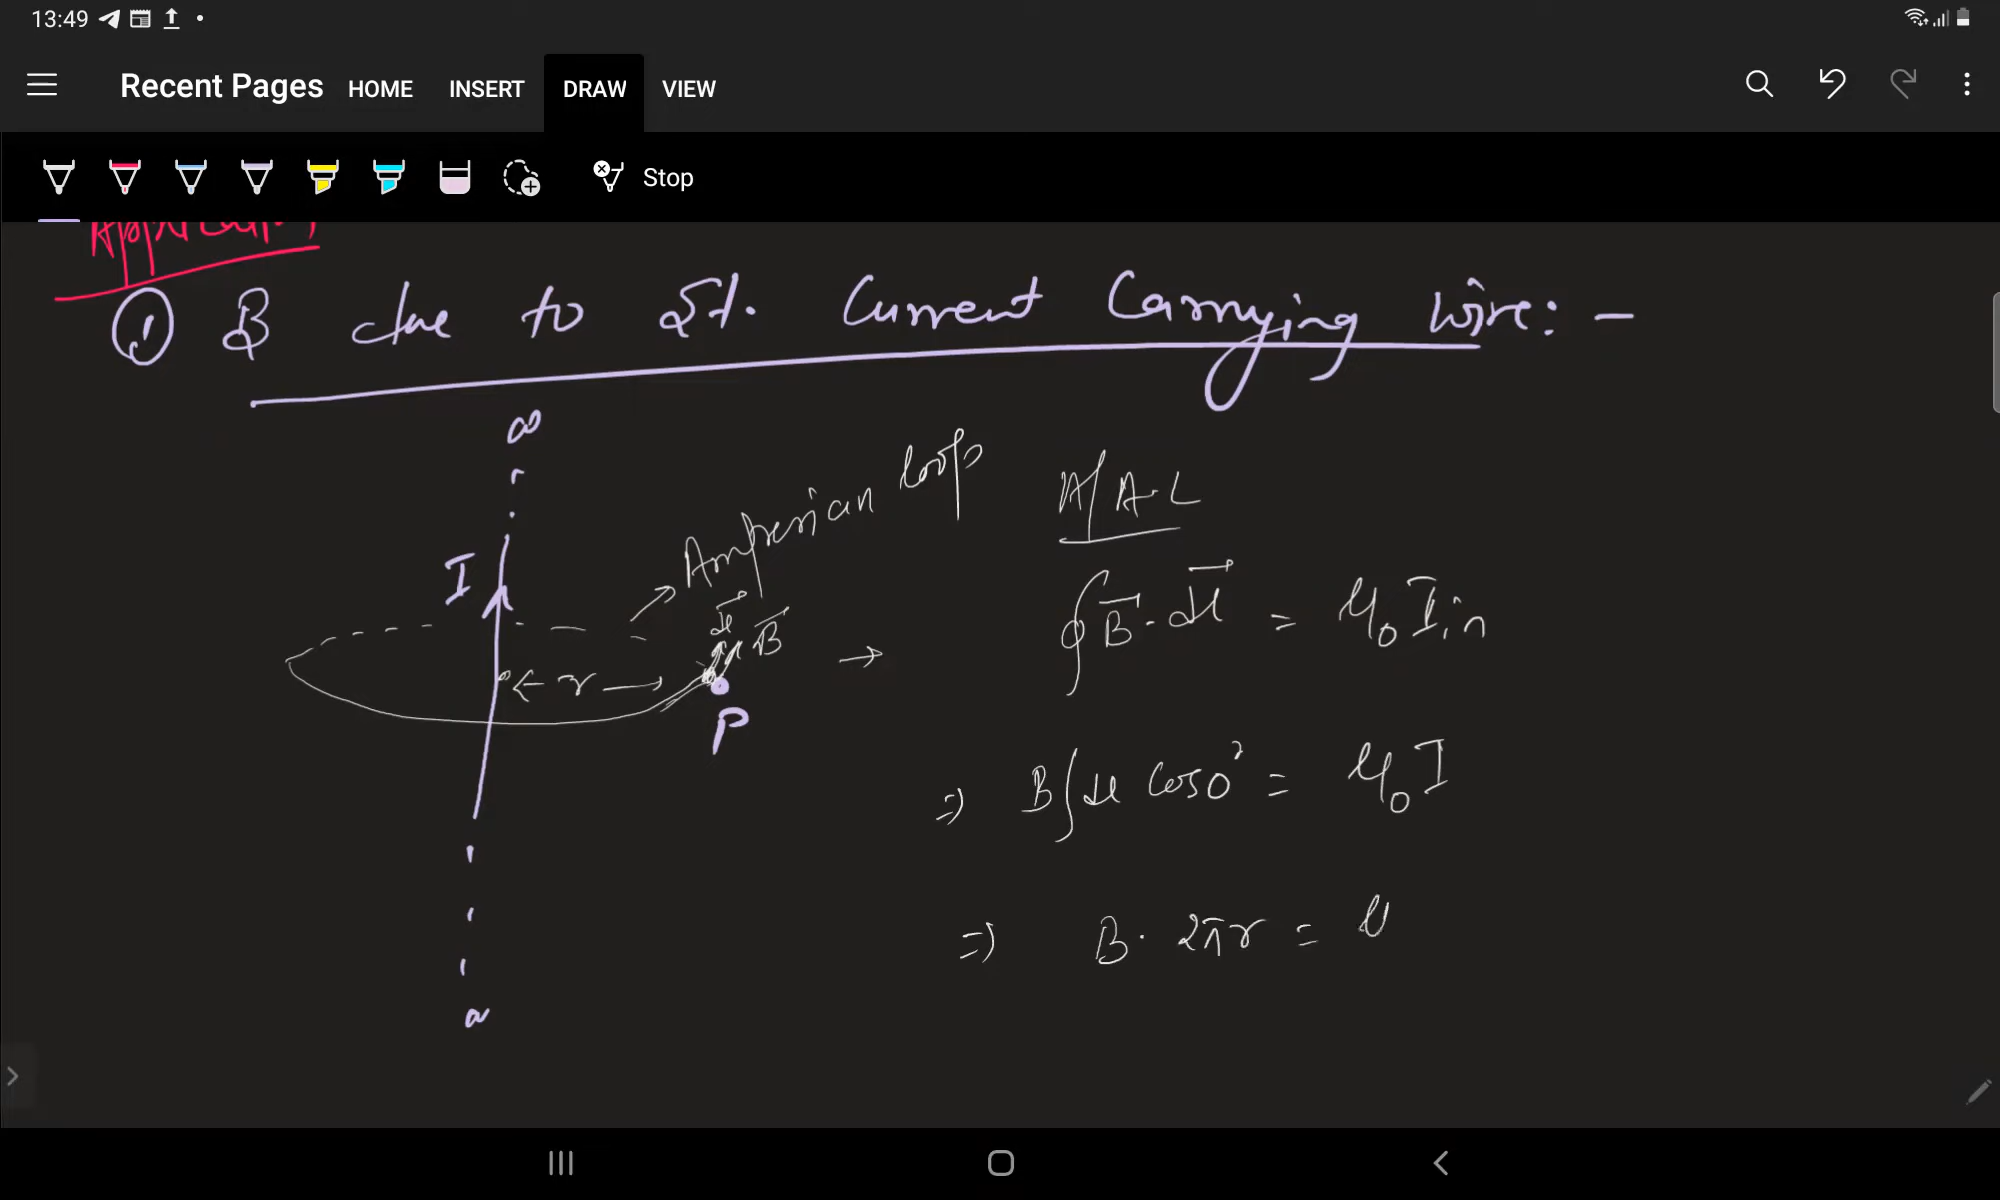 13:49
Recent Pages HOME INSERT DRAW VIEW
Stop
① B due to St. Current Carrying wire: -
∞
Amperian loop
A/A.L
I
dl B
∮B⃗.dl⃗ = μ₀Iin
← r →
P
⇒ B∫dl cos0° = μ₀I
⇒ B. 2πr = μ
∞